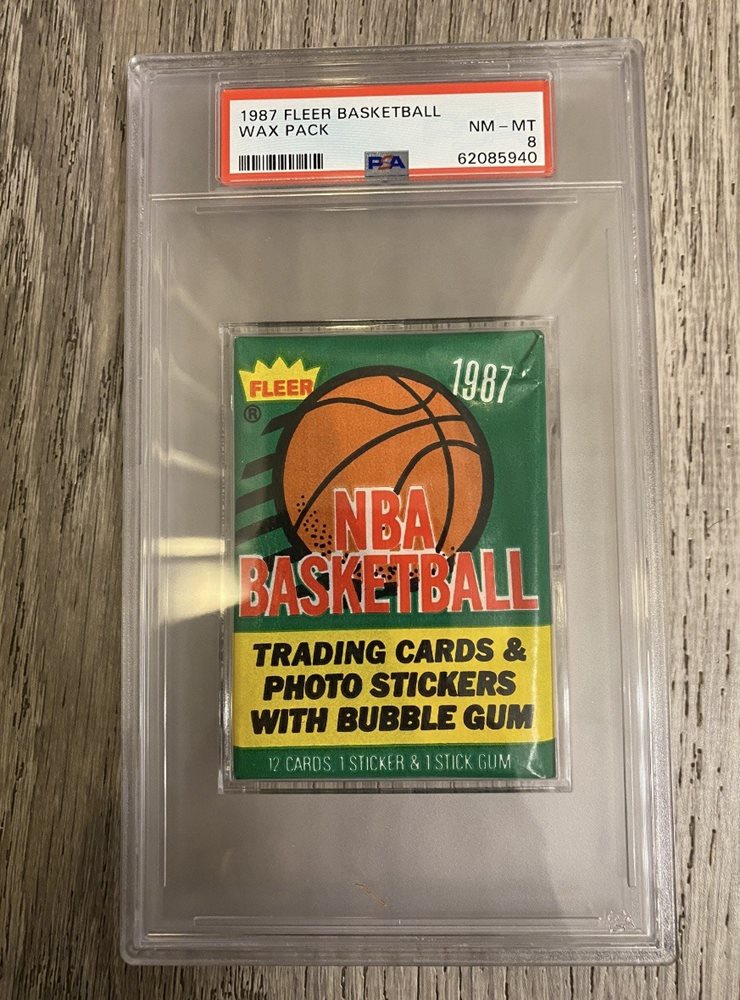 1987 FLEER BASKETBALL
WAX PACK
NM – MT
8
PSA
62085940
FLEER
®
1987
NBA
BASKETBALL
TRADING CARDS &
PHOTO STICKERS
WITH BUBBLE GUM
12 CARDS, 1 STICKER & 1 STICK GUM